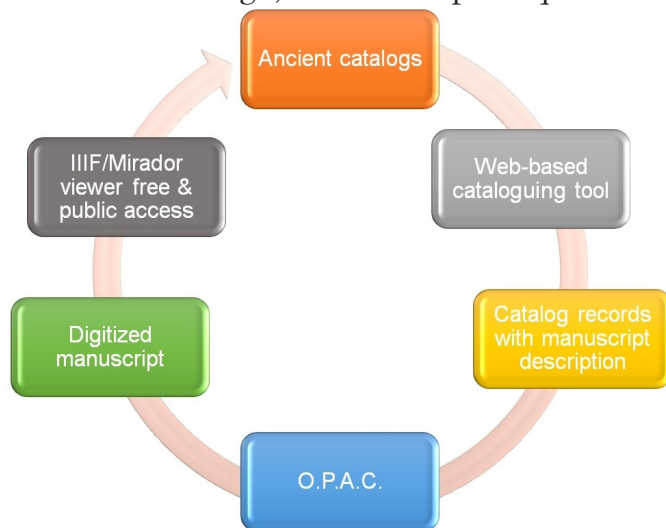 Ancient catalogs
Web-based
cataloguing tool
Catalog records
with manuscript
description
O.P.A.C.
Digitized
manuscript
IIIF/Mirador
viewer free &
public access